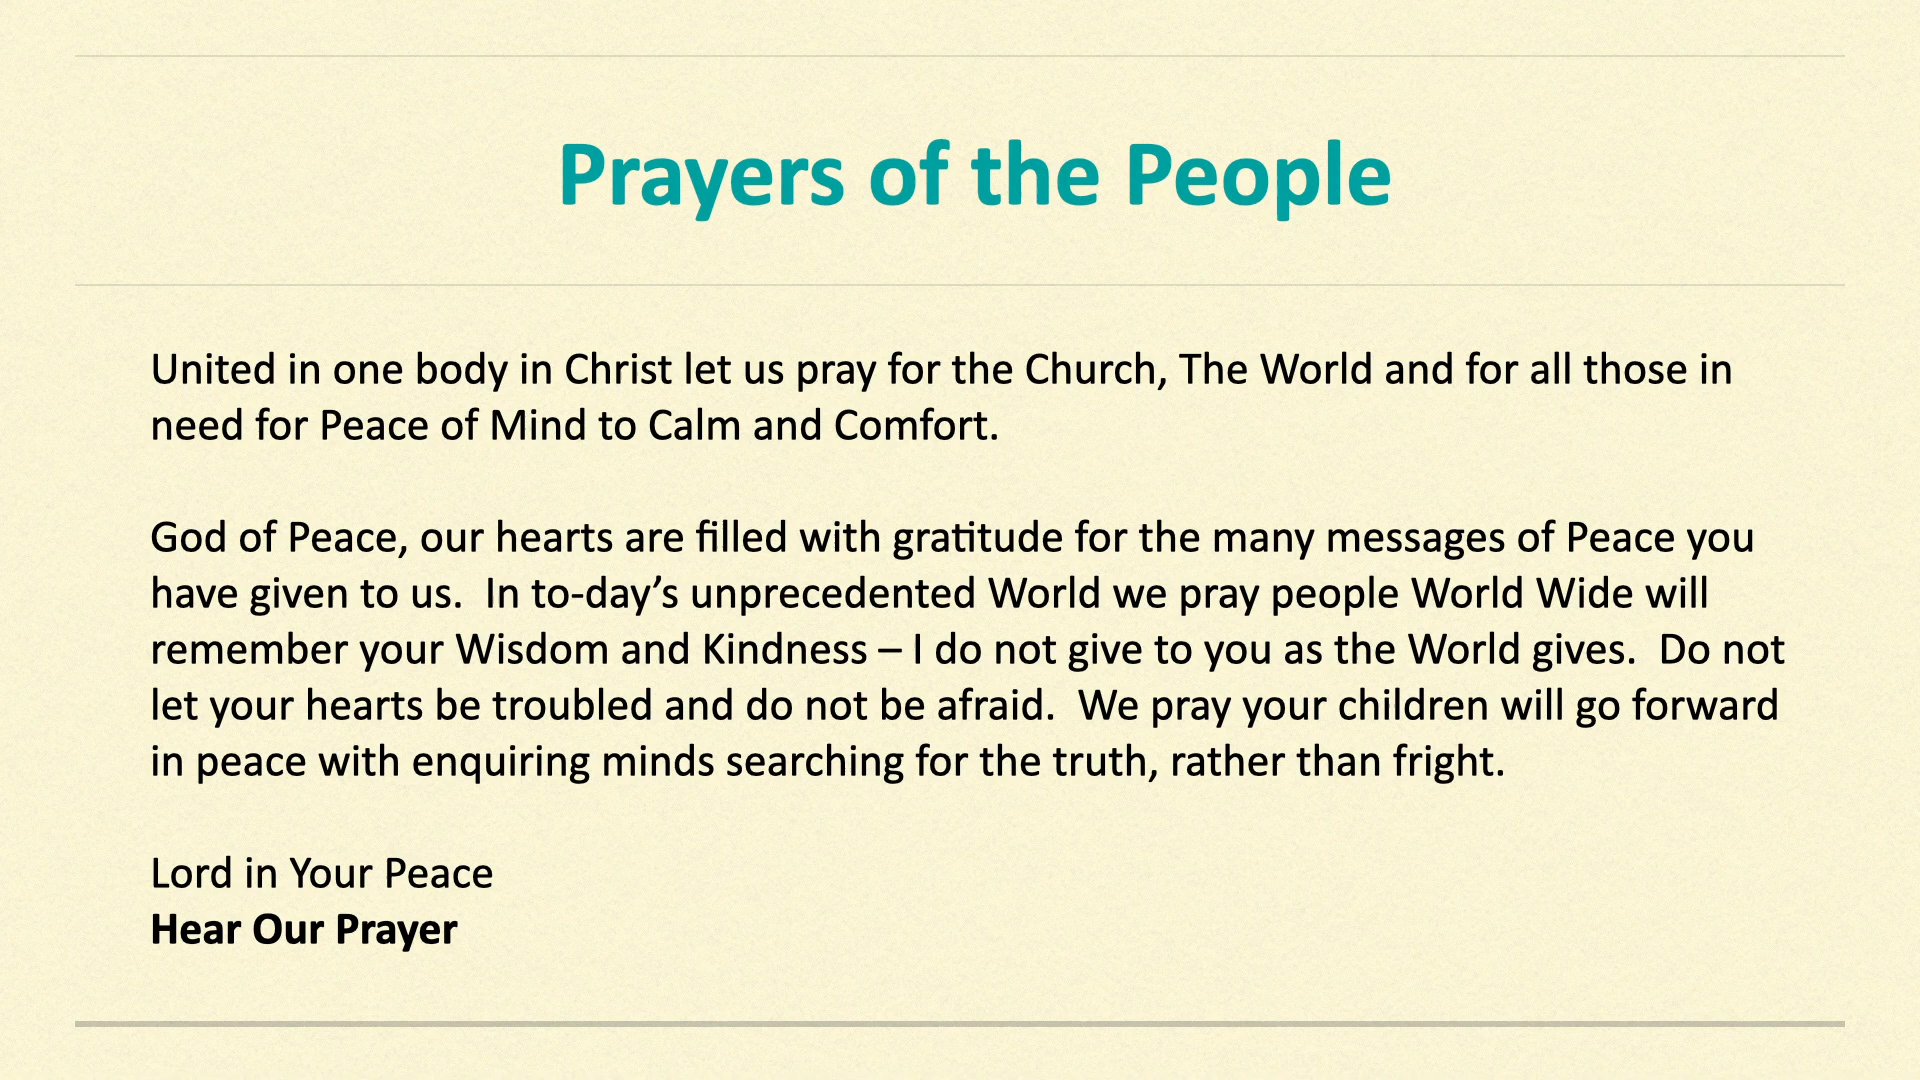 Prayers of the People
United in one body in Christ let us pray for the Church, The World and for all those in
need for Peace of Mind to Calm and Comfort.
God of Peace, our hearts are filled with gratitude for the many messages of Peace you
have given to us.  In to-day’s unprecedented World we pray people World Wide will
remember your Wisdom and Kindness – I do not give to you as the World gives.  Do not
let your hearts be troubled and do not be afraid.  We pray your children will go forward
in peace with enquiring minds searching for the truth, rather than fright.
Lord in Your Peace
Hear Our Prayer